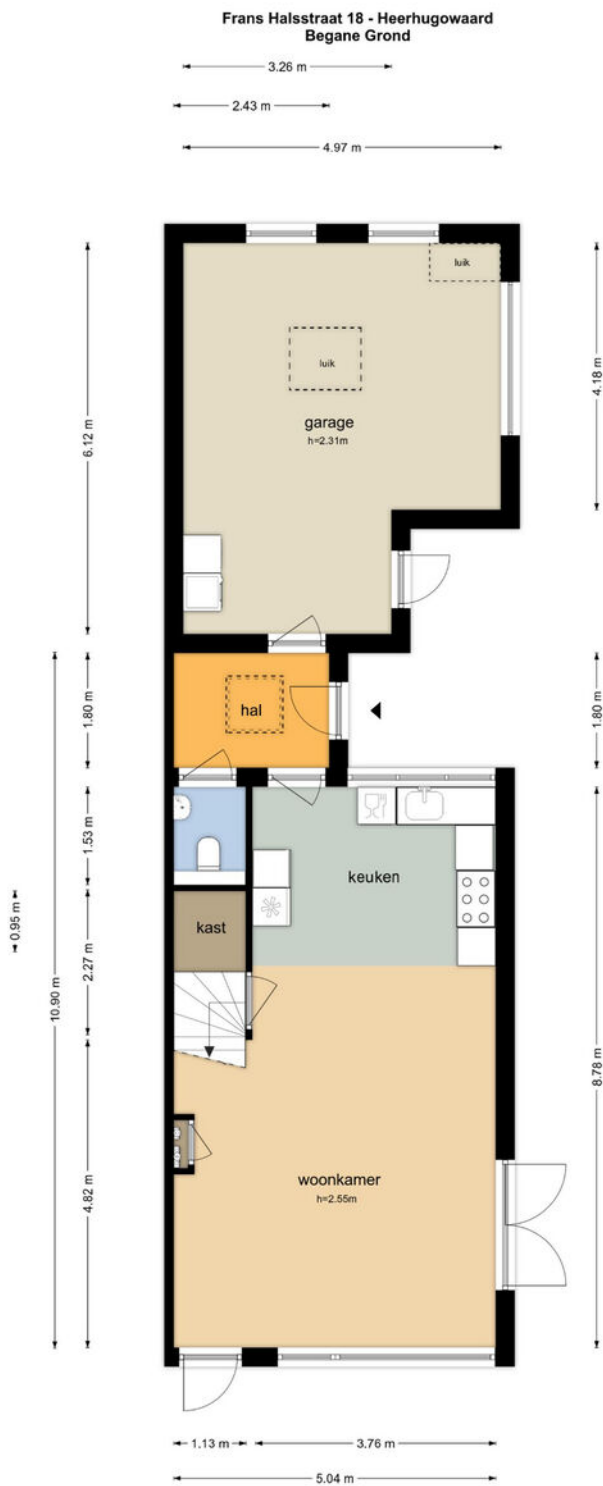 Frans Halsstraat 18 - Heerhugowaard
Begane Grond
3.26 m
2.43 m
4.97 m
luik
luik
garage
h=2.31m
6.12 m
4.18 m
hal
1.80 m
1.80 m
keuken
1.53 m
kast
2.27 m
0.95 m
10.90 m
8.78 m
woonkamer
h=2.55m
4.82 m
1.13 m
3.76 m
5.04 m